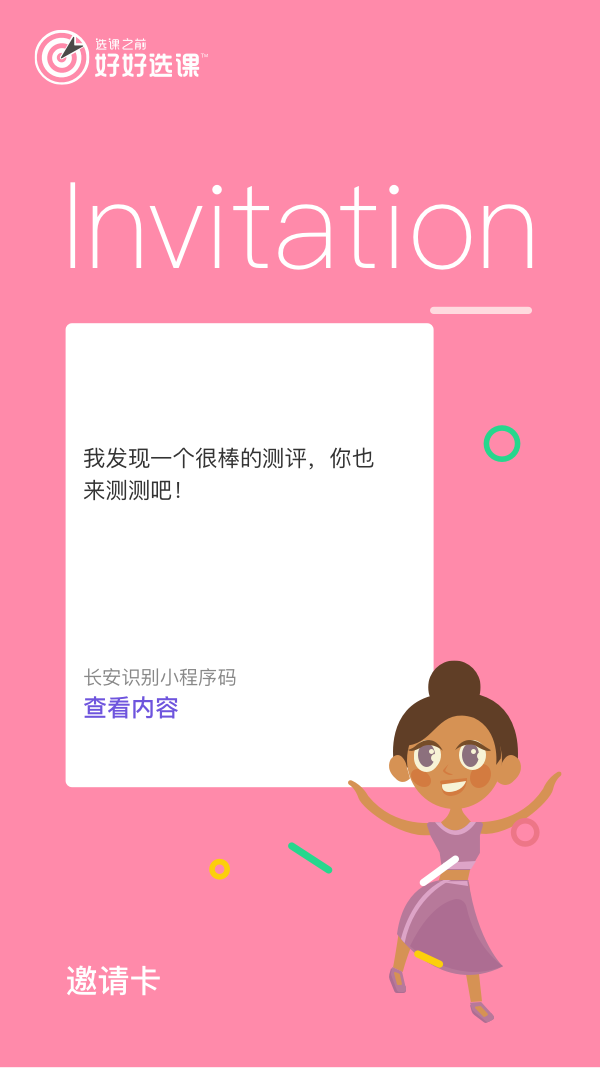 选课之前
好好选课™
Invitation
我发现一个很棒的测评，你也
来测测吧！
长安识别小程序码
查看内容
邀请卡